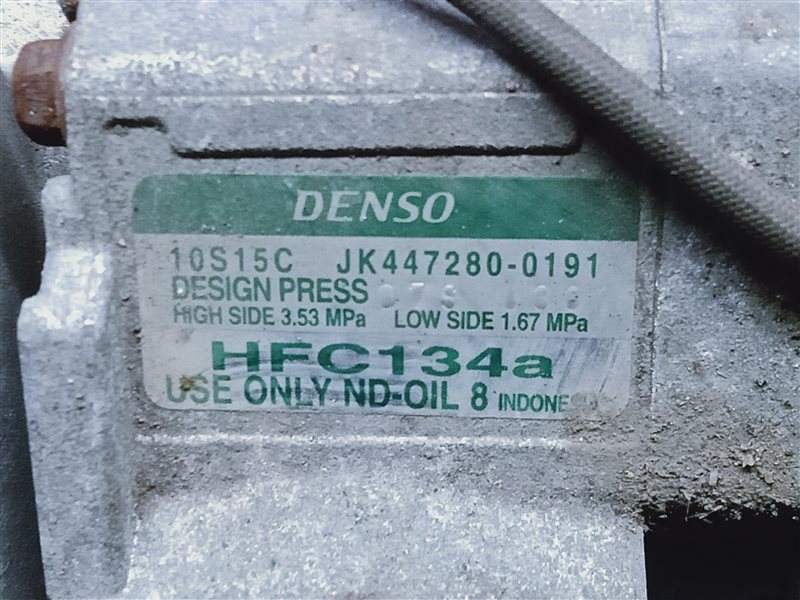 DENSO
10S15C JK447280-0191
DESIGN PRESS
HIGH SIDE 3.53 MPa LOW SIDE 1.67 MPa
HFC134a
USE ONLY ND-OIL 8